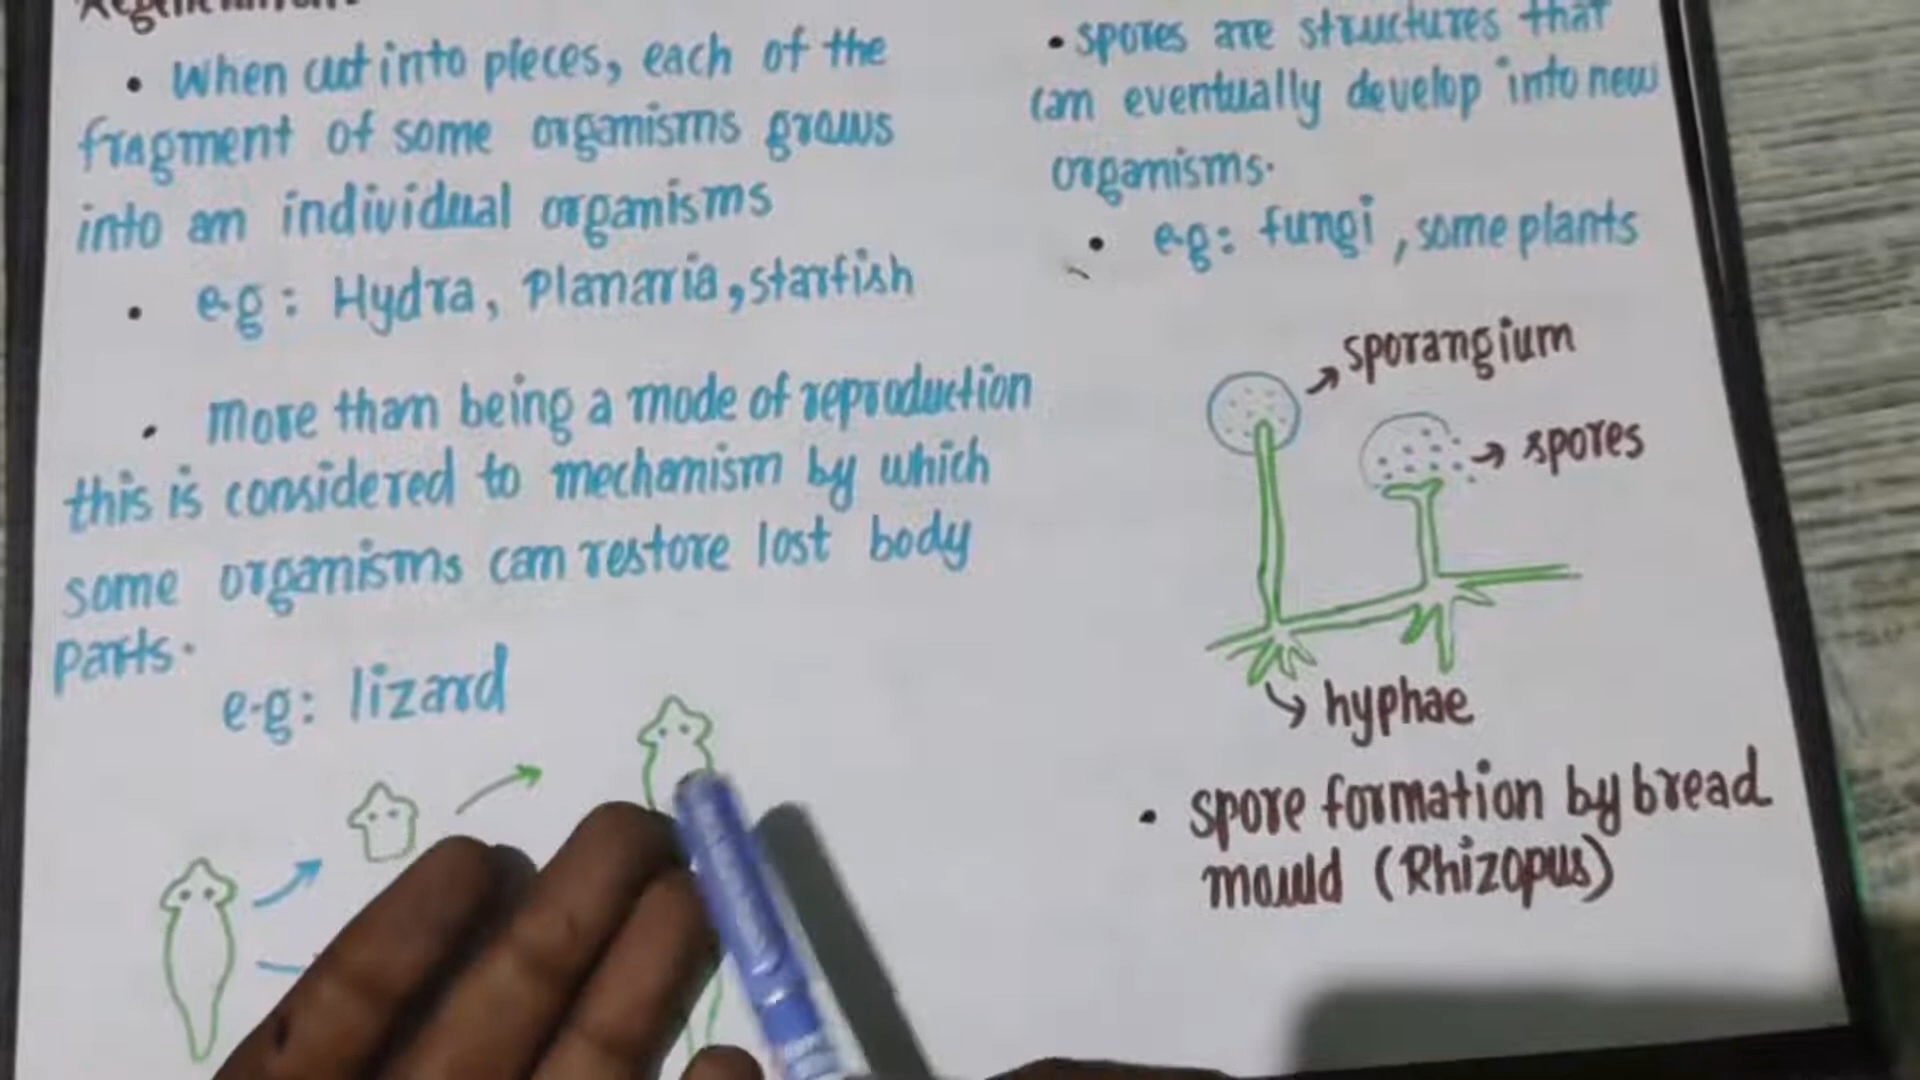 Regeneration:
• When cut into pieces, each of the
fragment of some organisms grows
into an individual organisms
• e-g: Hydra, Planaria, starfish
• More than being a mode of reproduction
this is considered to mechanism by which
some organisms can restore lost body
parts.
e-g: lizard
• spores are structures that
can eventually develop into new
organisms.
• e-g: fungi, some plants
sporangium
spores
hyphae
• spore formation by bread
mould (Rhizopus)